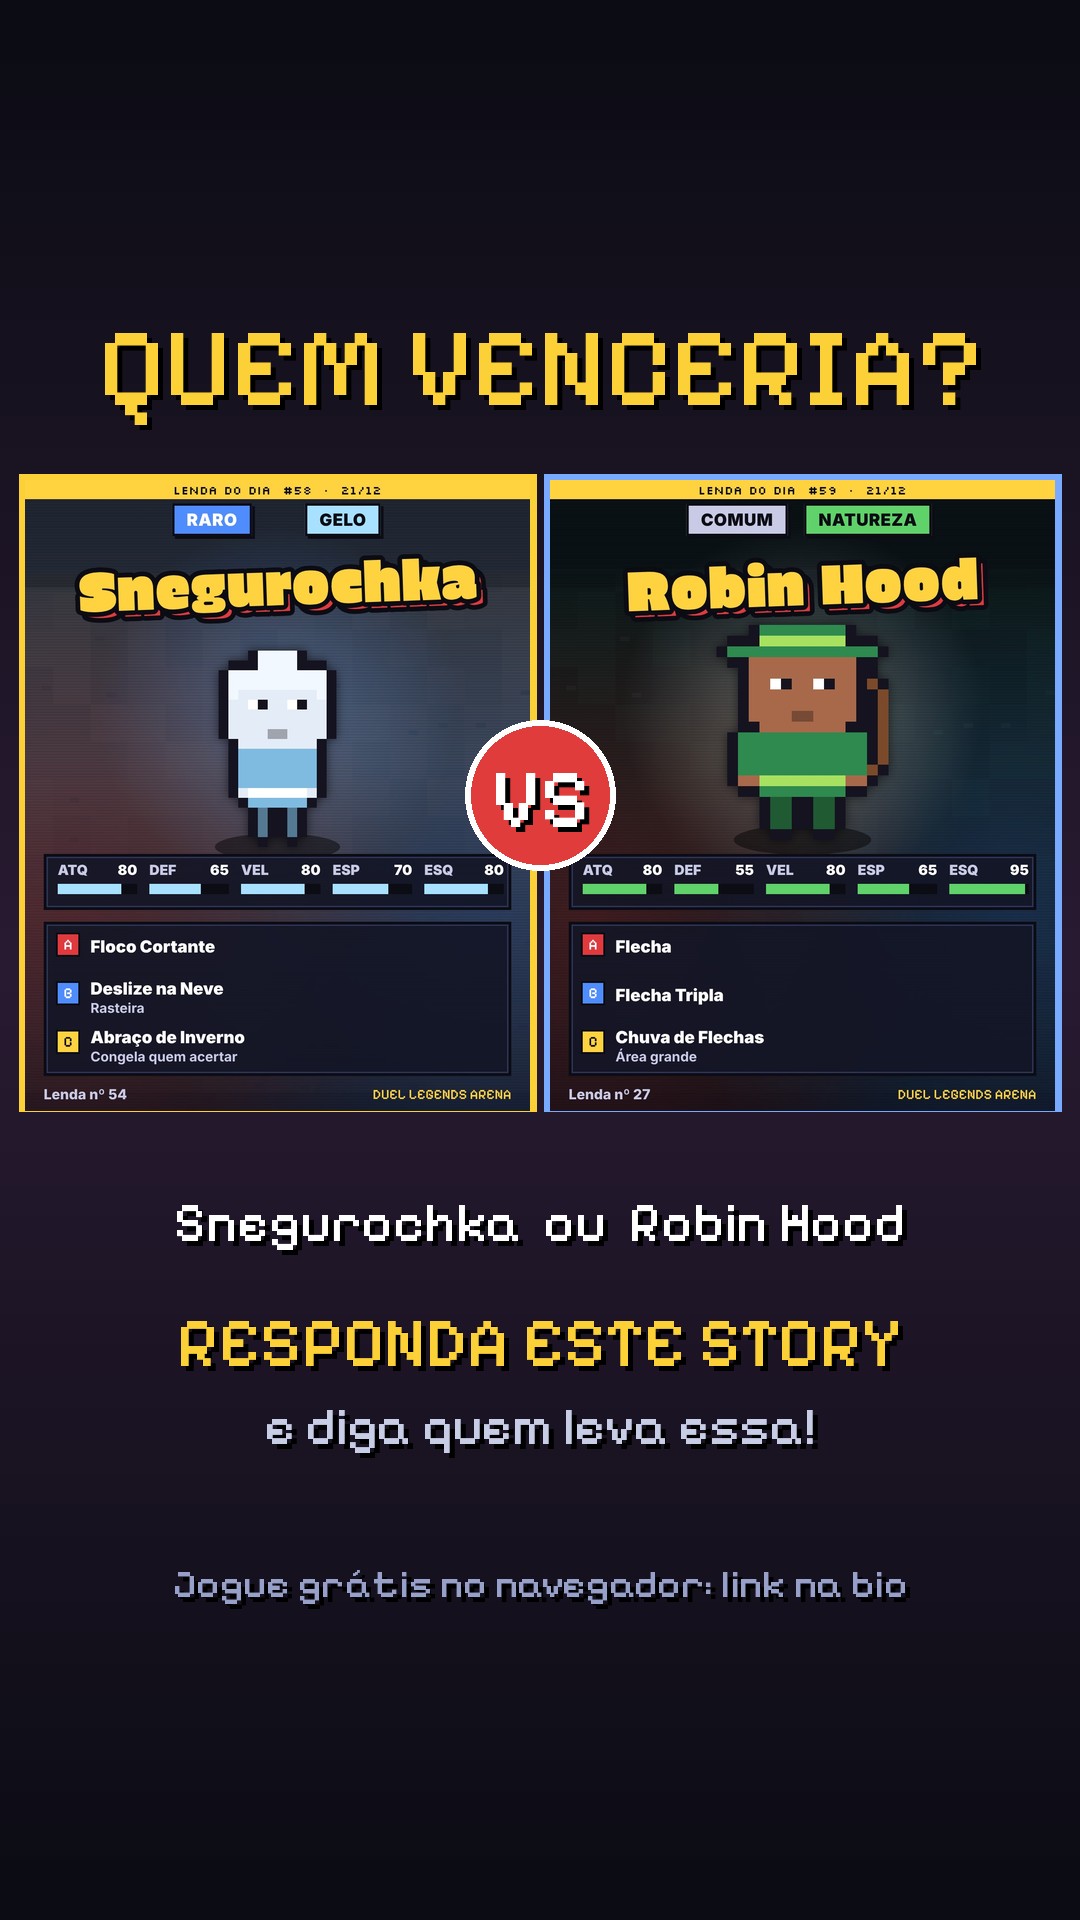 QUEM VENCERIA?
LENDA DO DIA #58 · 21/12
RARO GELO
Snegurochka
ATQ 80 DEF 65 VEL 80 ESP 70 ESQ 80
A Floco Cortante
B Deslize na Neve
Rasteira
C Abraço de Inverno
Congela quem acertar
Lenda nº 54 DUEL LEGENDS ARENA
VS
LENDA DO DIA #59 · 21/12
COMUM NATUREZA
Robin Hood
ATQ 80 DEF 55 VEL 80 ESP 65 ESQ 95
A Flecha
B Flecha Tripla
C Chuva de Flechas
Área grande
Lenda nº 27 DUEL LEGENDS ARENA
Snegurochka ou Robin Hood
RESPONDA ESTE STORY
e diga quem leva essa!
Jogue grátis no navegador: link na bio